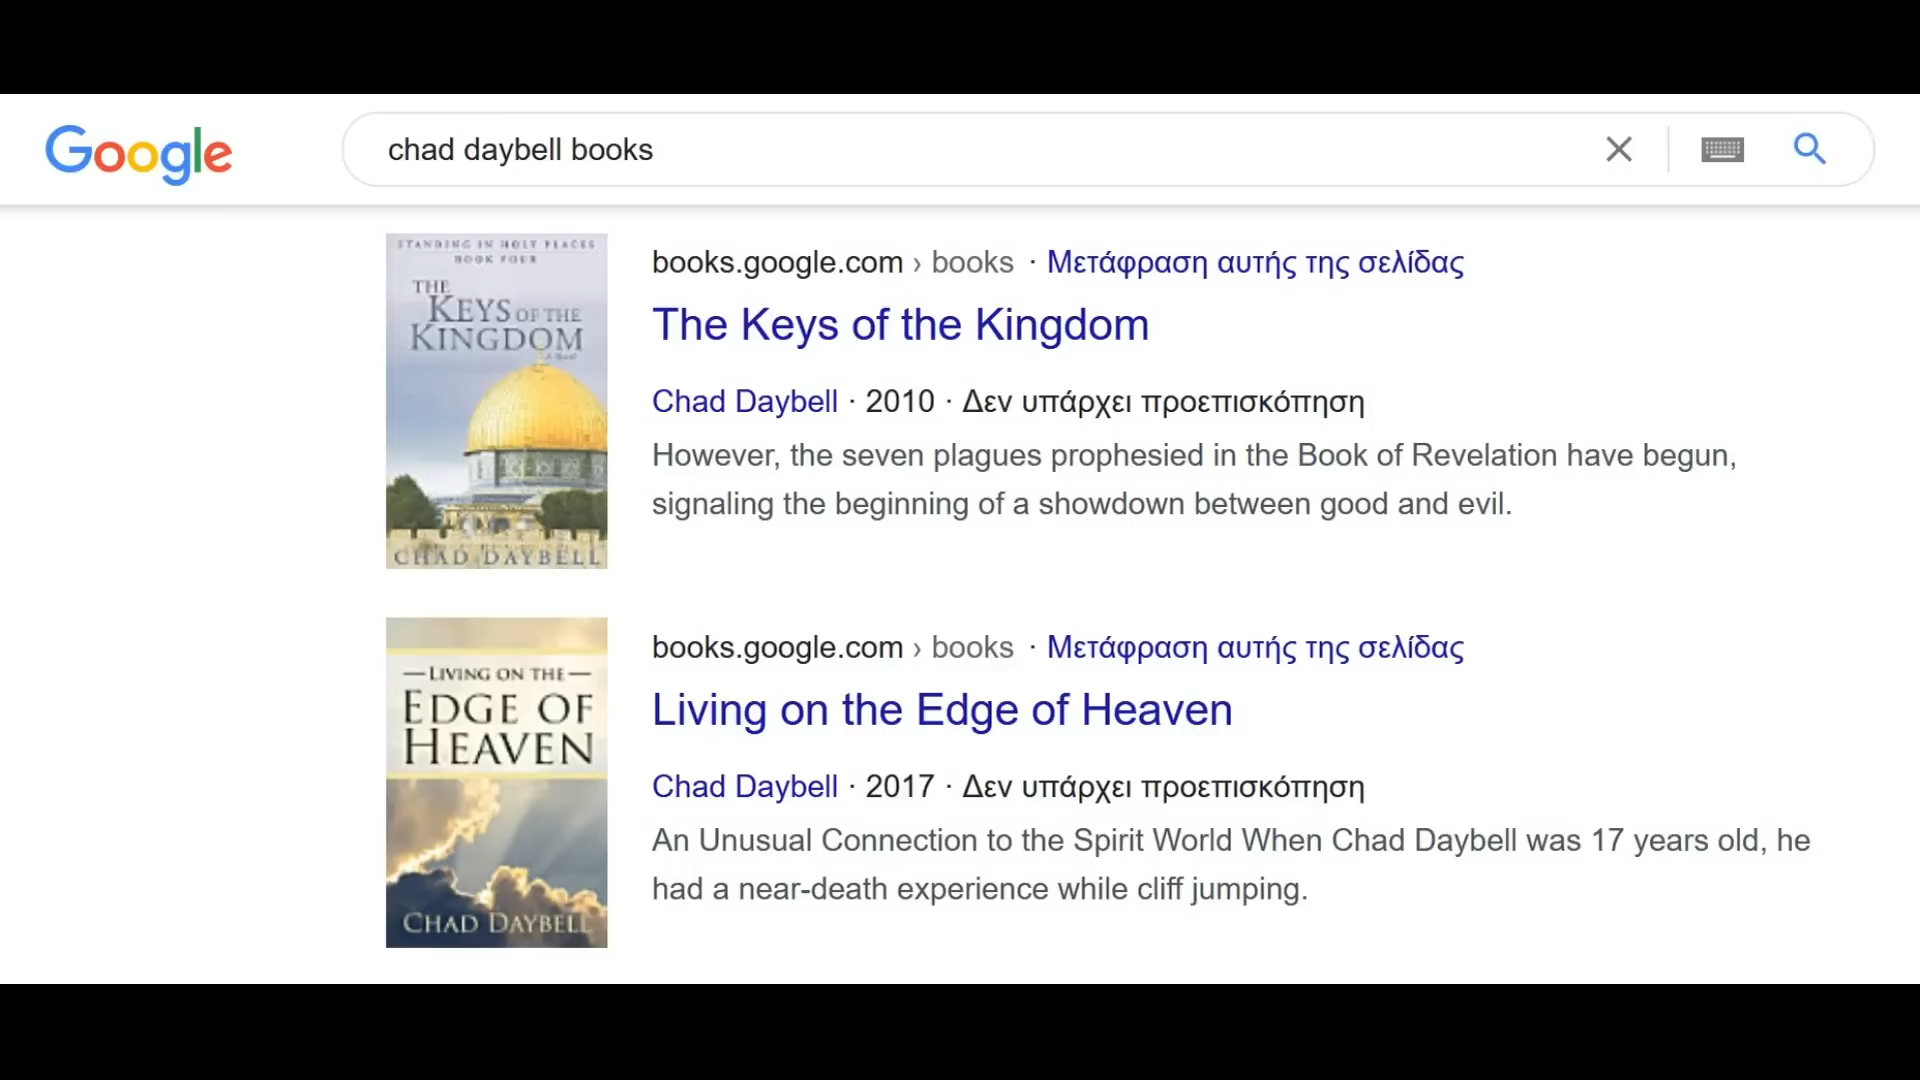 Google
chad daybell books
STANDING IN HOLY PLACES
BOOK FOUR
THE
KEYS OF THE
KINGDOM
A Novel
CHAD DAYBELL
books.google.com › books · Μετάφραση αυτής της σελίδας
The Keys of the Kingdom
Chad Daybell · 2010 · Δεν υπάρχει προεπισκόπηση
However, the seven plagues prophesied in the Book of Revelation have begun,
signaling the beginning of a showdown between good and evil.
LIVING ON THE
EDGE OF
HEAVEN
CHAD DAYBELL
books.google.com › books · Μετάφραση αυτής της σελίδας
Living on the Edge of Heaven
Chad Daybell · 2017 · Δεν υπάρχει προεπισκόπηση
An Unusual Connection to the Spirit World When Chad Daybell was 17 years old, he
had a near-death experience while cliff jumping.